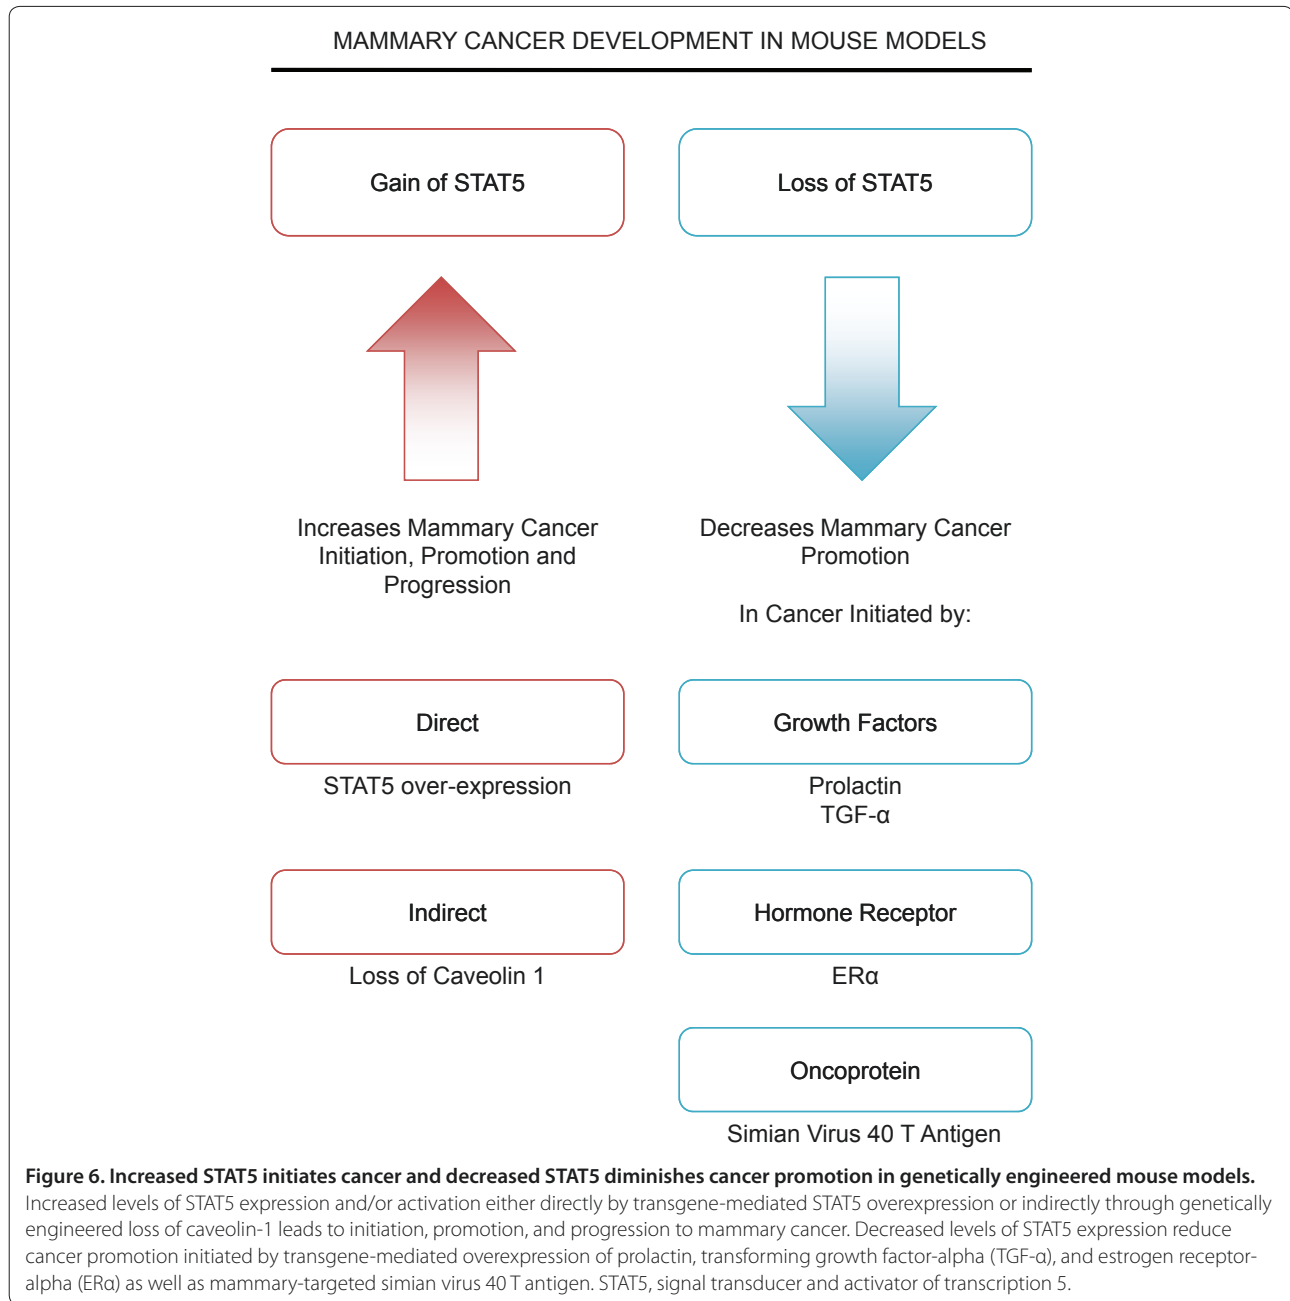 MAMMARY CANCER DEVELOPMENT IN MOUSE MODELS
Gain of STAT5
Loss of STAT5
Increases Mammary Cancer
Initiation, Promotion and
Progression
Decreases Mammary Cancer
Promotion
In Cancer Initiated by:
Direct
STAT5 over-expression
Growth Factors
Prolactin
TGF-α
Indirect
Loss of Caveolin 1
Hormone Receptor
ERα
Oncoprotein
Simian Virus 40 T Antigen
Figure 6. Increased STAT5 initiates cancer and decreased STAT5 diminishes cancer promotion in genetically engineered mouse models.
Increased levels of STAT5 expression and/or activation either directly by transgene-mediated STAT5 overexpression or indirectly through genetically
engineered loss of caveolin-1 leads to initiation, promotion, and progression to mammary cancer. Decreased levels of STAT5 expression reduce
cancer promotion initiated by transgene-mediated overexpression of prolactin, transforming growth factor-alpha (TGF-α), and estrogen receptor-
alpha (ERα) as well as mammary-targeted simian virus 40 T antigen. STAT5, signal transducer and activator of transcription 5.